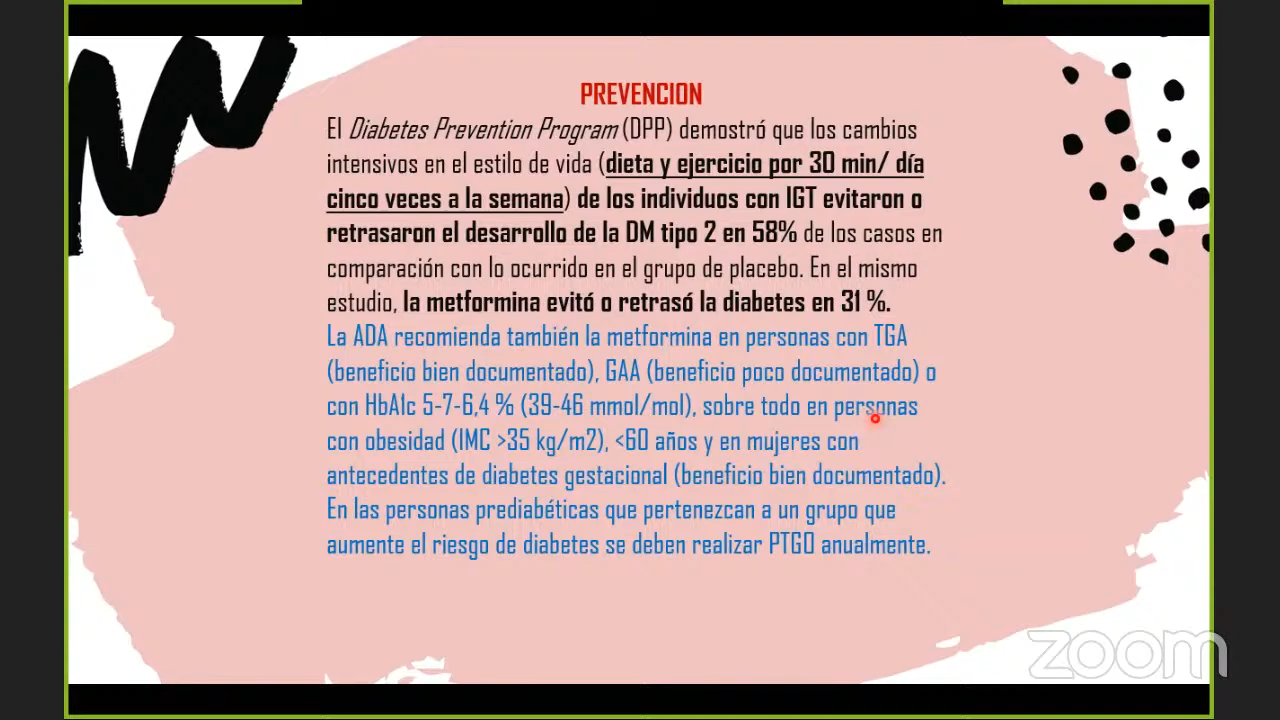 PREVENCION
El Diabetes Prevention Program (DPP) demostró que los cambios
intensivos en el estilo de vida (dieta y ejercicio por 30 min/ día
cinco veces a la semana) de los individuos con IGT evitaron o
retrasaron el desarrollo de la DM tipo 2 en 58% de los casos en
comparación con lo ocurrido en el grupo de placebo. En el mismo
estudio, la metformina evitó o retrasó la diabetes en 31 %.
La ADA recomienda también la metformina en personas con TGA
(beneficio bien documentado), GAA (beneficio poco documentado) o
con HbA1c 5-7-6,4 % (39-46 mmol/mol), sobre todo en personas
con obesidad (IMC >35 kg/m2), <60 años y en mujeres con
antecedentes de diabetes gestacional (beneficio bien documentado).
En las personas prediabéticas que pertenezcan a un grupo que
aumente el riesgo de diabetes se deben realizar PTGO anualmente.
zoom